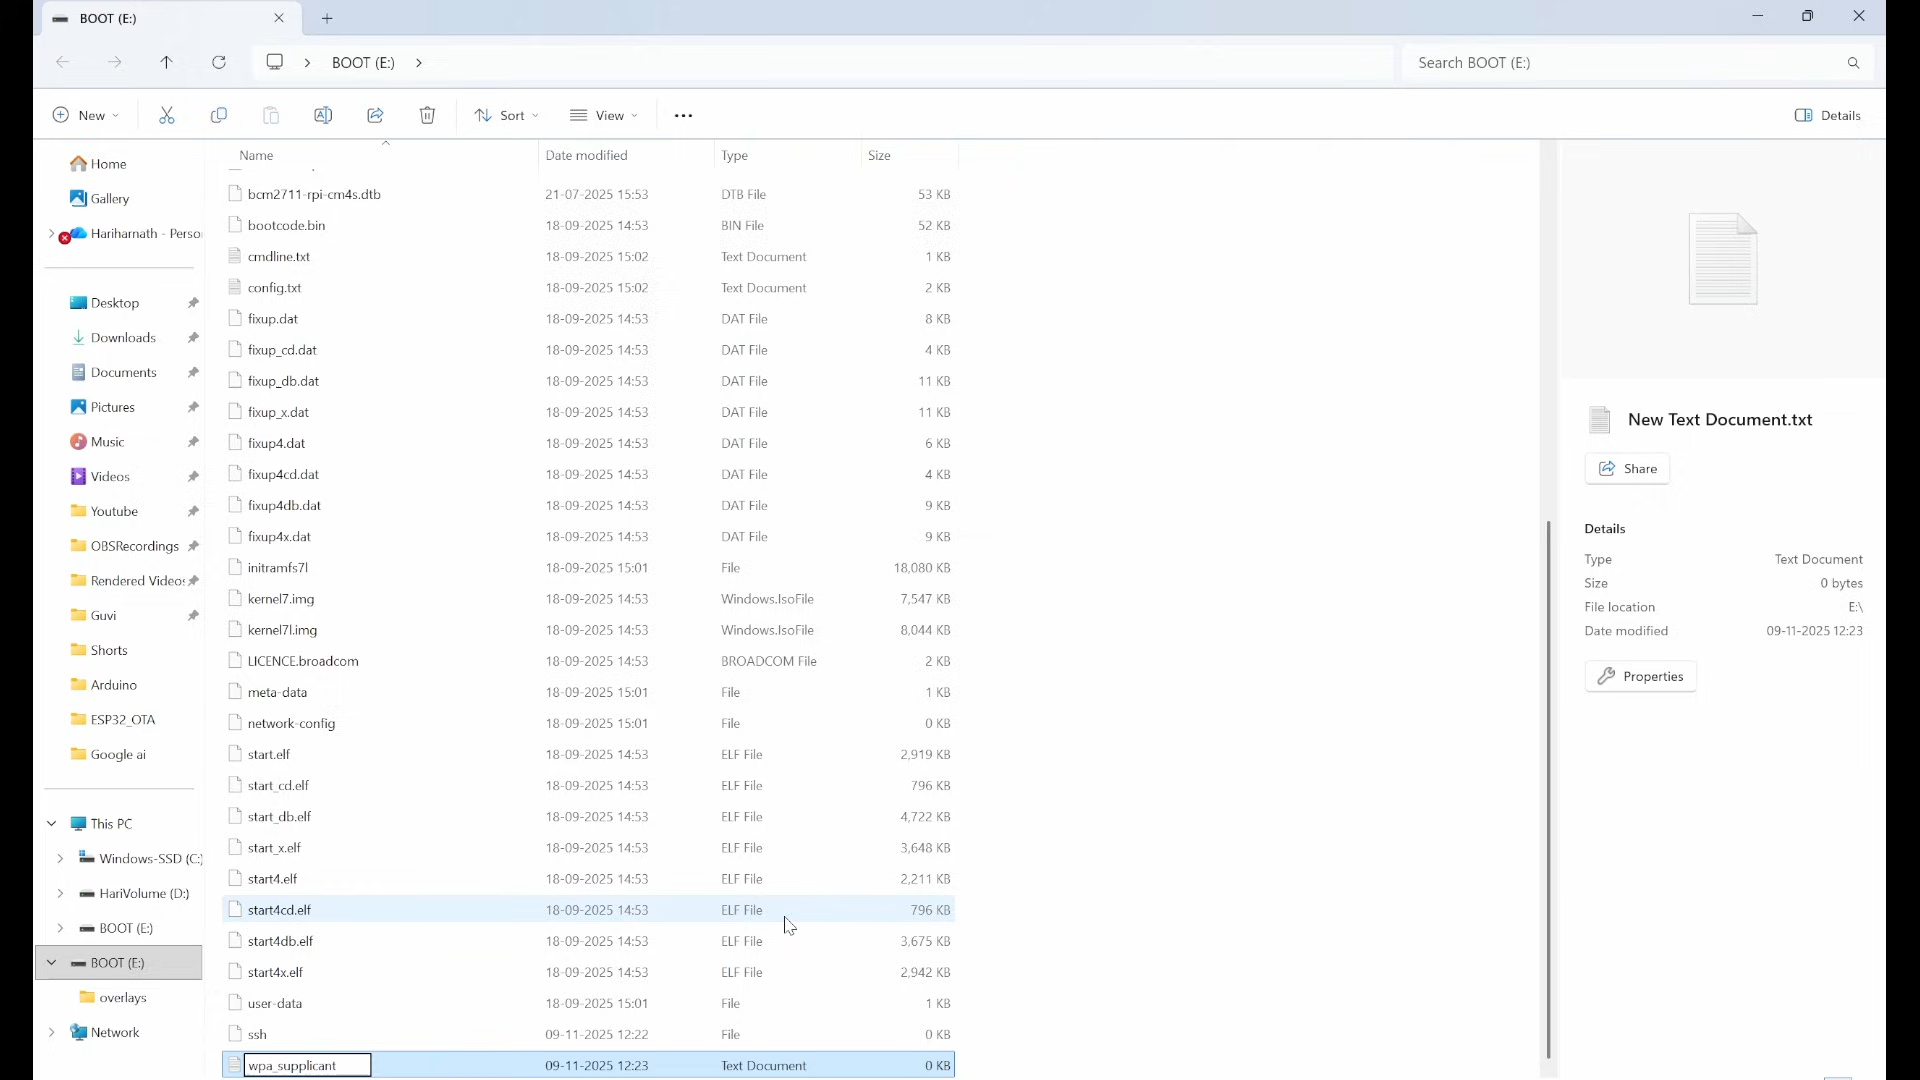 BOOT (E:)
BOOT (E:)
Search BOOT (E:)
New
Sort
View
Details
Home
Gallery
Hariharnath - Perso
Desktop
Downloads
Documents
Pictures
Music
Videos
Youtube
OBSRecordings
Rendered Videos
Guvi
Shorts
Arduino
ESP32_OTA
Google ai
This PC
Windows-SSD (C:)
HariVolume (D:)
BOOT (E:)
BOOT (E:)
overlays
Network
Name Date modified Type Size
bcm2711-rpi-cm4s.dtb 21-07-2025 15:53 DTB File 53 KB
bootcode.bin 18-09-2025 14:53 BIN File 52 KB
cmdline.txt 18-09-2025 15:02 Text Document 1 KB
config.txt 18-09-2025 15:02 Text Document 2 KB
fixup.dat 18-09-2025 14:53 DAT File 8 KB
fixup_cd.dat 18-09-2025 14:53 DAT File 4 KB
fixup_db.dat 18-09-2025 14:53 DAT File 11 KB
fixup_x.dat 18-09-2025 14:53 DAT File 11 KB
fixup4.dat 18-09-2025 14:53 DAT File 6 KB
fixup4cd.dat 18-09-2025 14:53 DAT File 4 KB
fixup4db.dat 18-09-2025 14:53 DAT File 9 KB
fixup4x.dat 18-09-2025 14:53 DAT File 9 KB
initramfs7l 18-09-2025 15:01 File 18,080 KB
kernel7.img 18-09-2025 14:53 Windows.IsoFile 7,547 KB
kernel7l.img 18-09-2025 14:53 Windows.IsoFile 8,044 KB
LICENCE.broadcom 18-09-2025 14:53 BROADCOM File 2 KB
meta-data 18-09-2025 15:01 File 1 KB
network-config 18-09-2025 15:01 File 0 KB
start.elf 18-09-2025 14:53 ELF File 2,919 KB
start_cd.elf 18-09-2025 14:53 ELF File 796 KB
start_db.elf 18-09-2025 14:53 ELF File 4,722 KB
start_x.elf 18-09-2025 14:53 ELF File 3,648 KB
start4.elf 18-09-2025 14:53 ELF File 2,211 KB
start4cd.elf 18-09-2025 14:53 ELF File 796 KB
start4db.elf 18-09-2025 14:53 ELF File 3,675 KB
start4x.elf 18-09-2025 14:53 ELF File 2,942 KB
user-data 18-09-2025 15:01 File 1 KB
ssh 09-11-2025 12:22 File 0 KB
wpa_supplicant 09-11-2025 12:23 Text Document 0 KB
New Text Document.txt
Share
Details
Type Text Document
Size 0 bytes
File location E:\
Date modified 09-11-2025 12:23
Properties